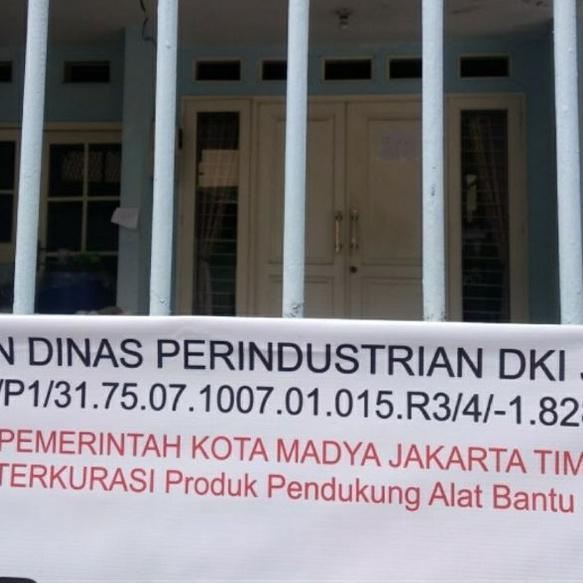 N DINAS PERINDUSTRIAN DKI
/P1/31.75.07.1007.01.015.R3/4/-1.82
PEMERINTAH KOTA MADYA JAKARTA TIM
TERKURASI Produk Pendukung Alat Bantu